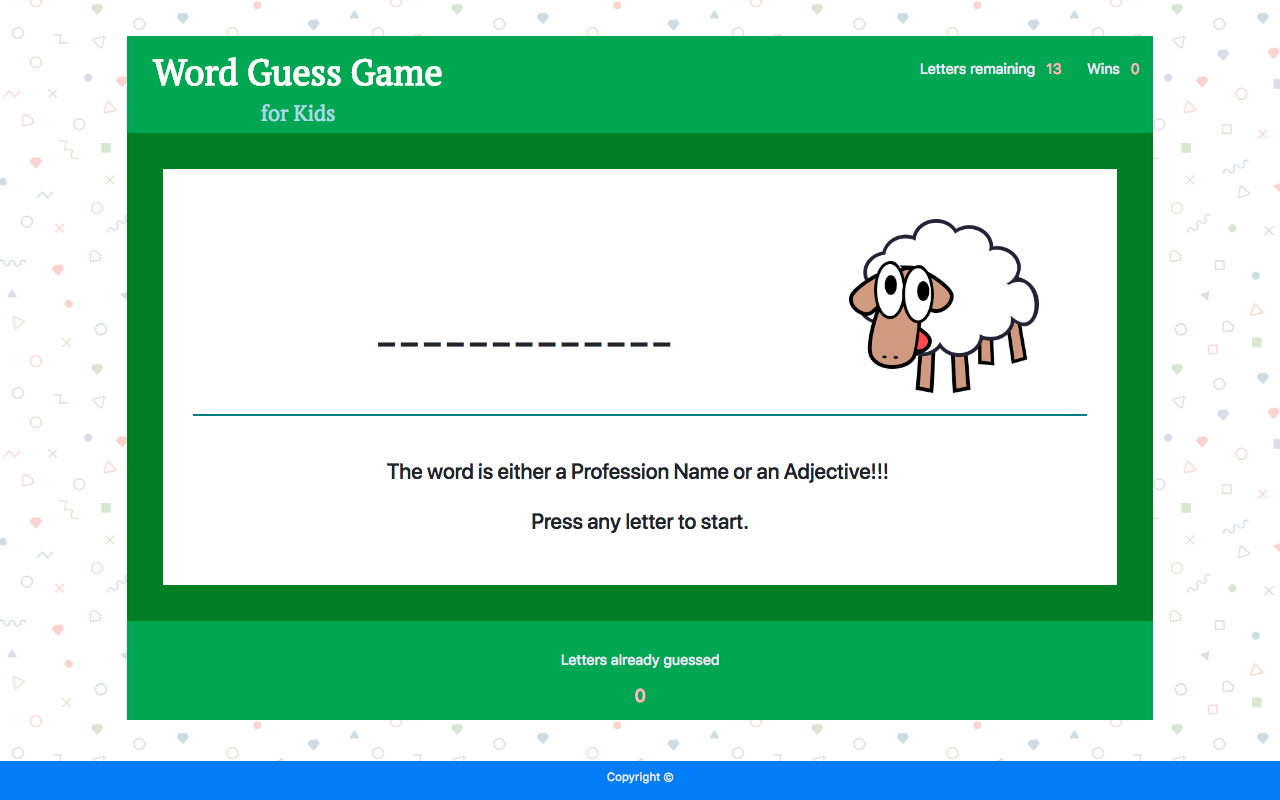 Word Guess Game
for Kids
Letters remaining 13 Wins 0
_ _ _ _ _ _ _ _ _ _ _ _ _
The word is either a Profession Name or an Adjective!!!
Press any letter to start.
Letters already guessed
0
Copyright ©